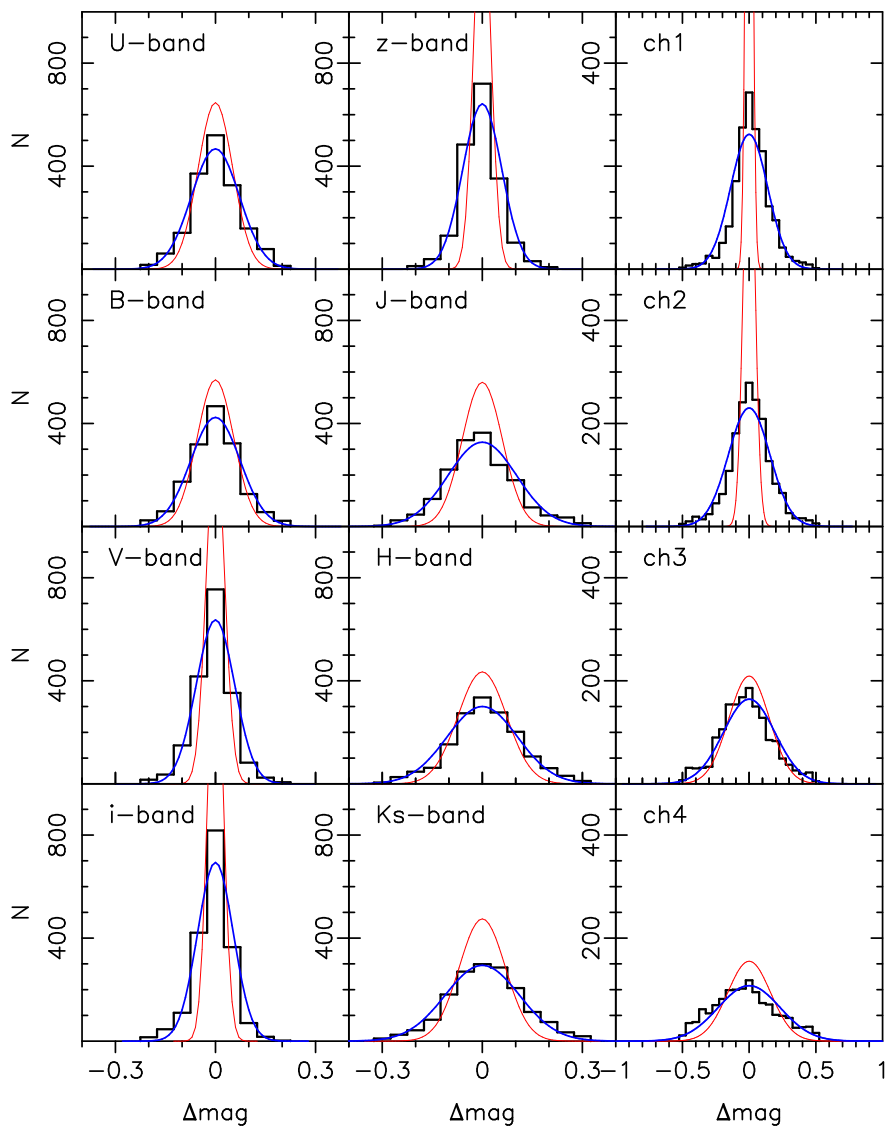 U−band z−band ch1
N 800 400 800 400 400
B−band J−band ch2
N 800 400 800 400 400 200
V−band H−band ch3
N 800 400 800 400 400 200
i−band Ks−band ch4
N 800 400 800 400 400 200
−0.3 0 0.3 −0.3 0 0.3 −1 −0.5 0 0.5 1
Δmag Δmag Δmag